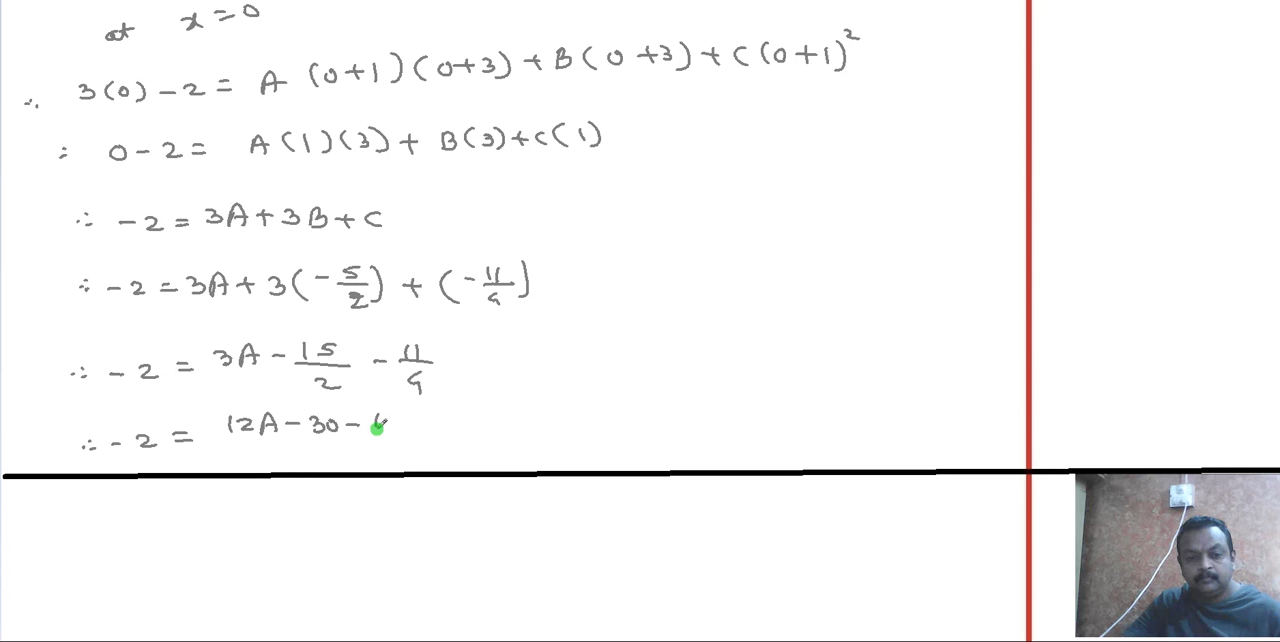 at x=0
∴ 3(0)-2= A (0+1)(0+3)+B(0+3)+C(0+1)²
: 0-2= A(1)(3)+ B(3)+C(1)
∴ -2=3A+3B+C
∴ -2=3A+3(-5/2)+(-11/4)
∴ -2 = 3A-15/2-11/4
∴ -2 = 12A-30-